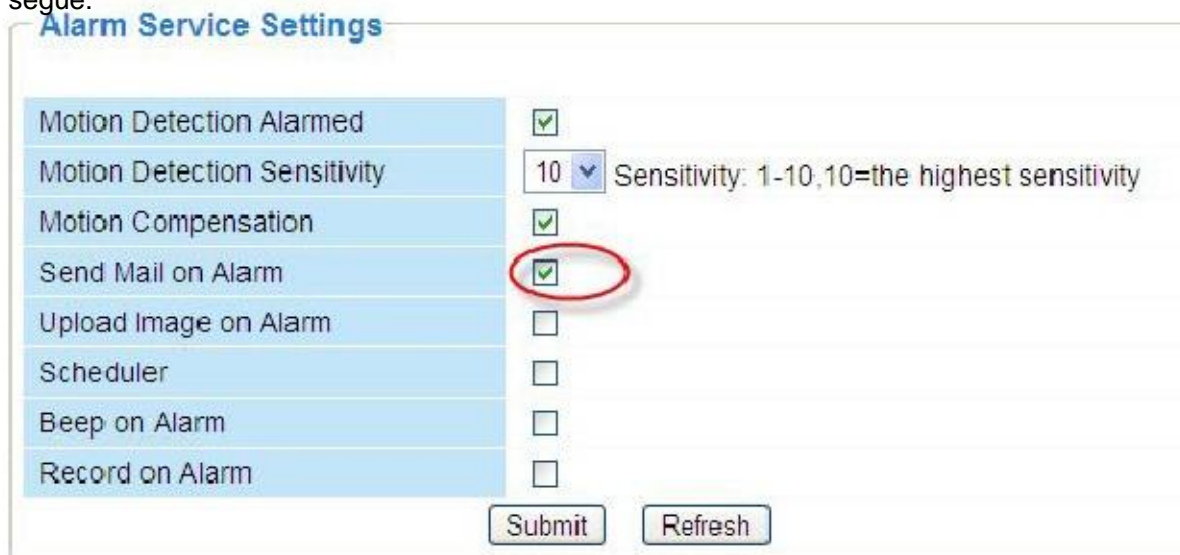 segue:
Alarm Service Settings
Motion Detection Alarmed
Motion Detection Sensitivity 10 Sensitivity: 1-10,10=the highest sensitivity
Motion Compensation
Send Mail on Alarm
Upload Image on Alarm
Scheduler
Beep on Alarm
Record on Alarm
Submit Refresh